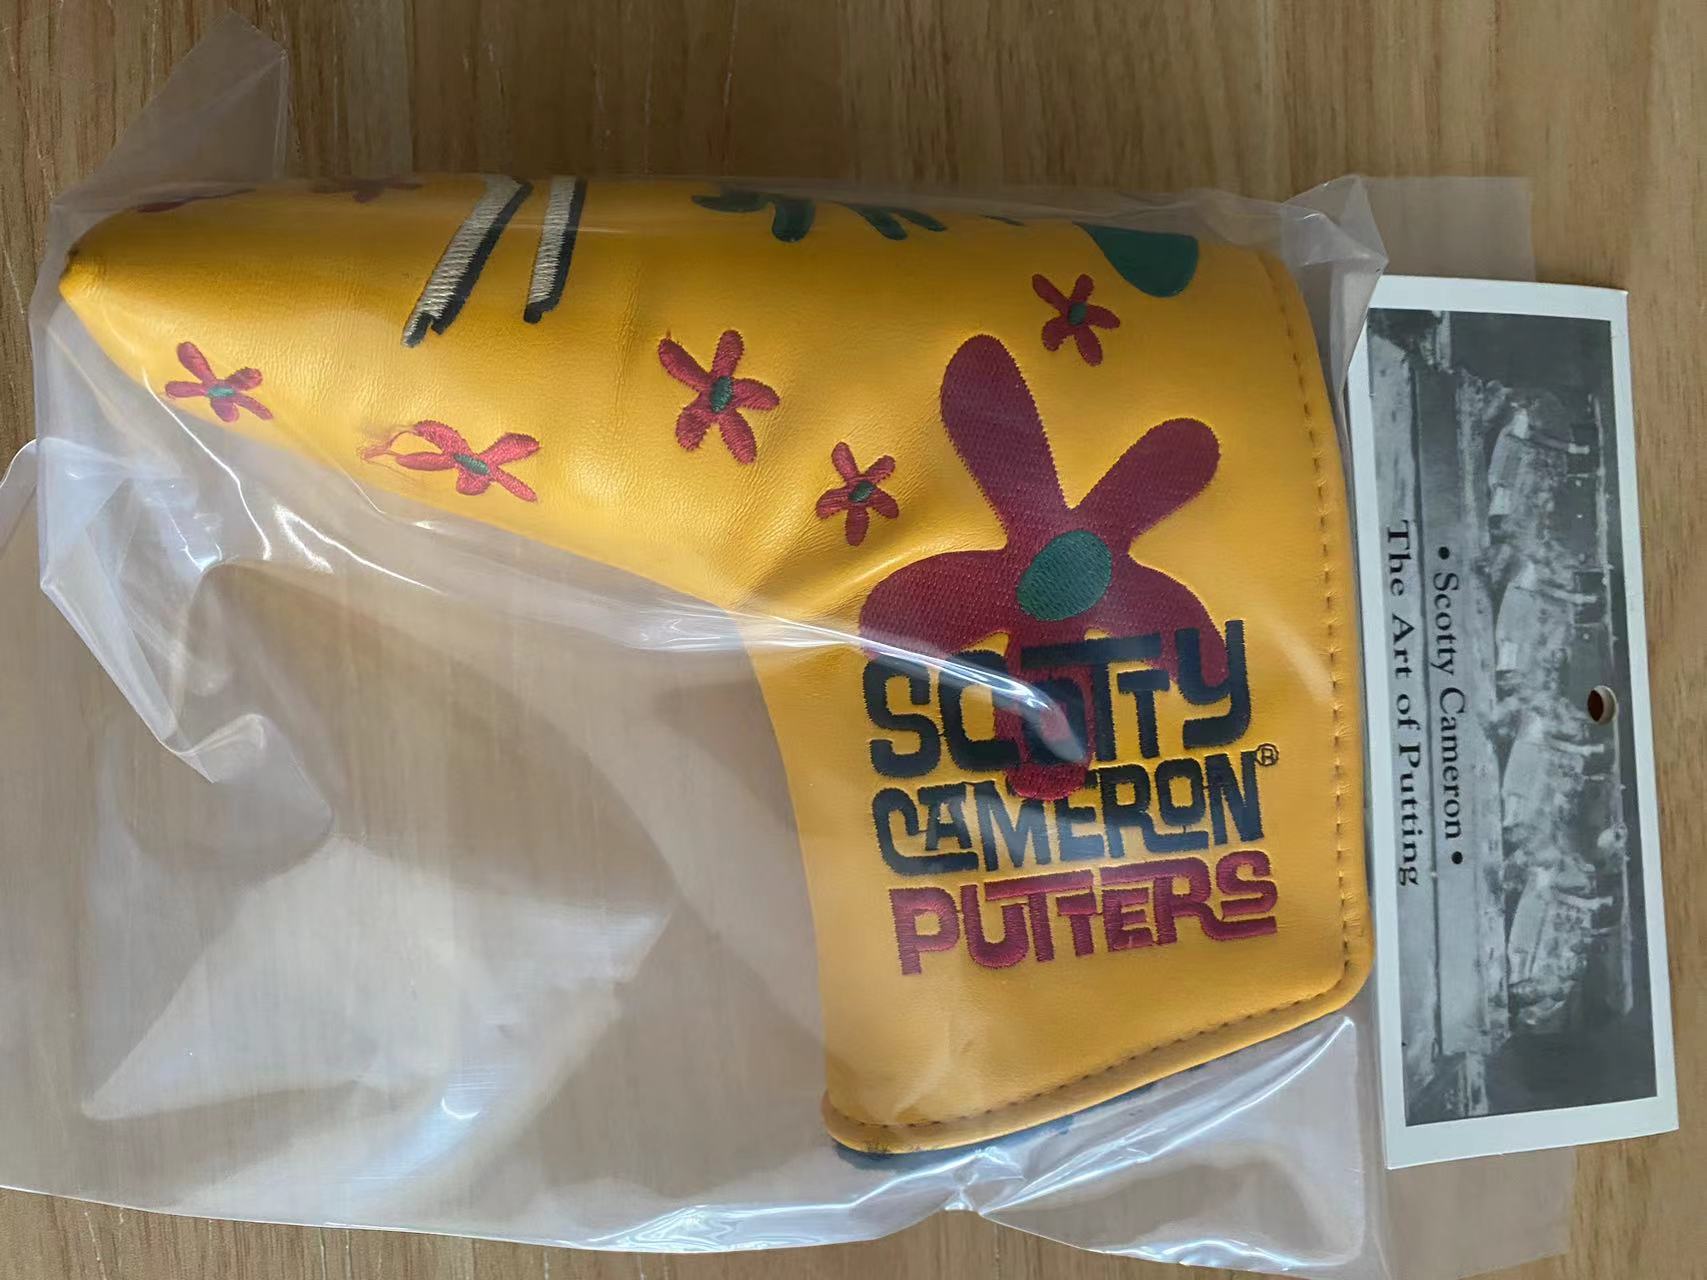 SCOTTY
CAMERON®
PUTTERS
• Scotty Cameron •
The Art of Putting